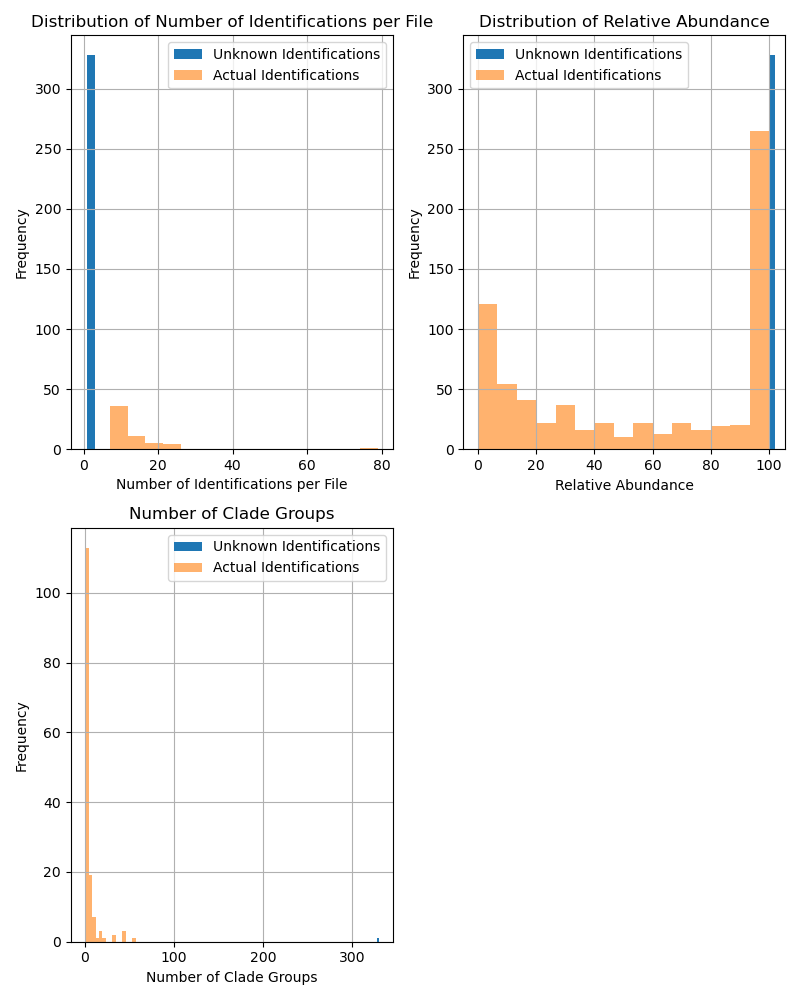 Distribution of Number of Identifications per File
Unknown Identifications
Actual Identifications
300
250
200
150
100
50
0
Frequency
0 20 40 60 80
Number of Identifications per File
Distribution of Relative Abundance
Unknown Identifications
Actual Identifications
300
250
200
150
100
50
0
Frequency
0 20 40 60 80 100
Relative Abundance
Number of Clade Groups
Unknown Identifications
Actual Identifications
100
80
60
40
20
0
Frequency
0 100 200 300
Number of Clade Groups